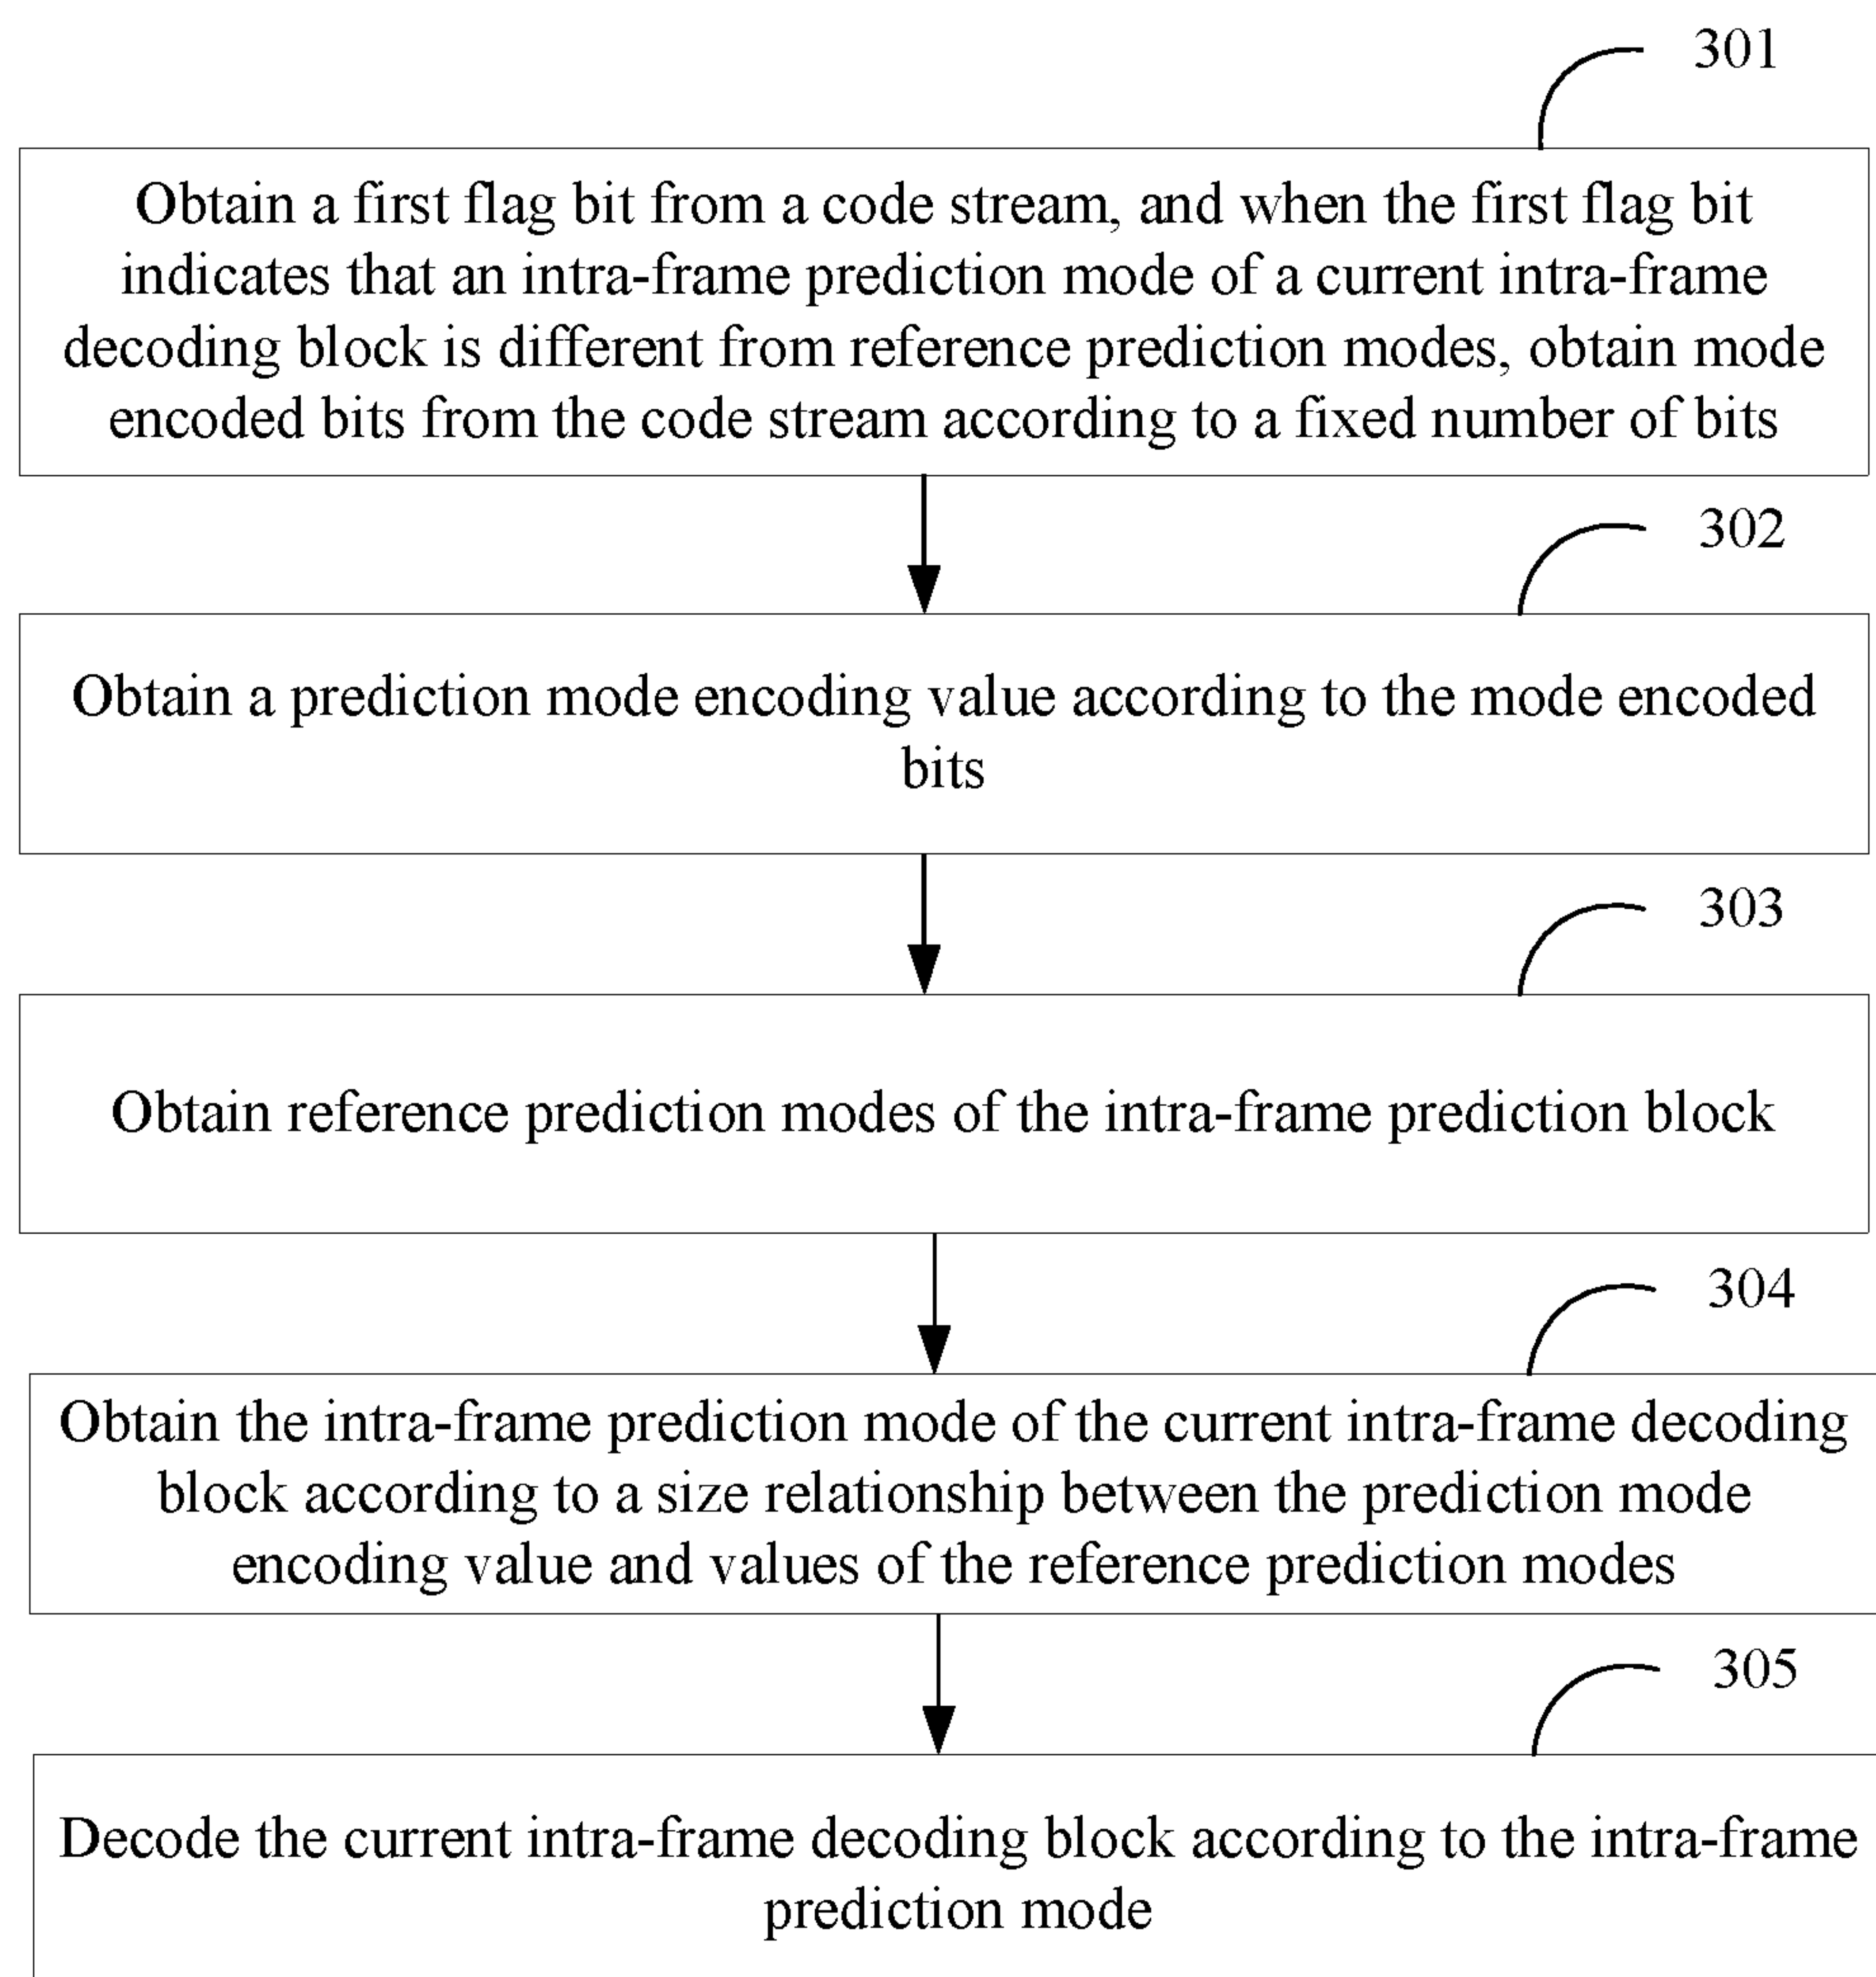 301
Obtain a first flag bit from a code stream, and when the first flag bit
indicates that an intra-frame prediction mode of a current intra-frame
decoding block is different from reference prediction modes, obtain mode
encoded bits from the code stream according to a fixed number of bits
302
Obtain a prediction mode encoding value according to the mode encoded
bits
303
Obtain reference prediction modes of the intra-frame prediction block
304
Obtain the intra-frame prediction mode of the current intra-frame decoding
block according to a size relationship between the prediction mode
encoding value and values of the reference prediction modes
305
Decode the current intra-frame decoding block according to the intra-frame
prediction mode